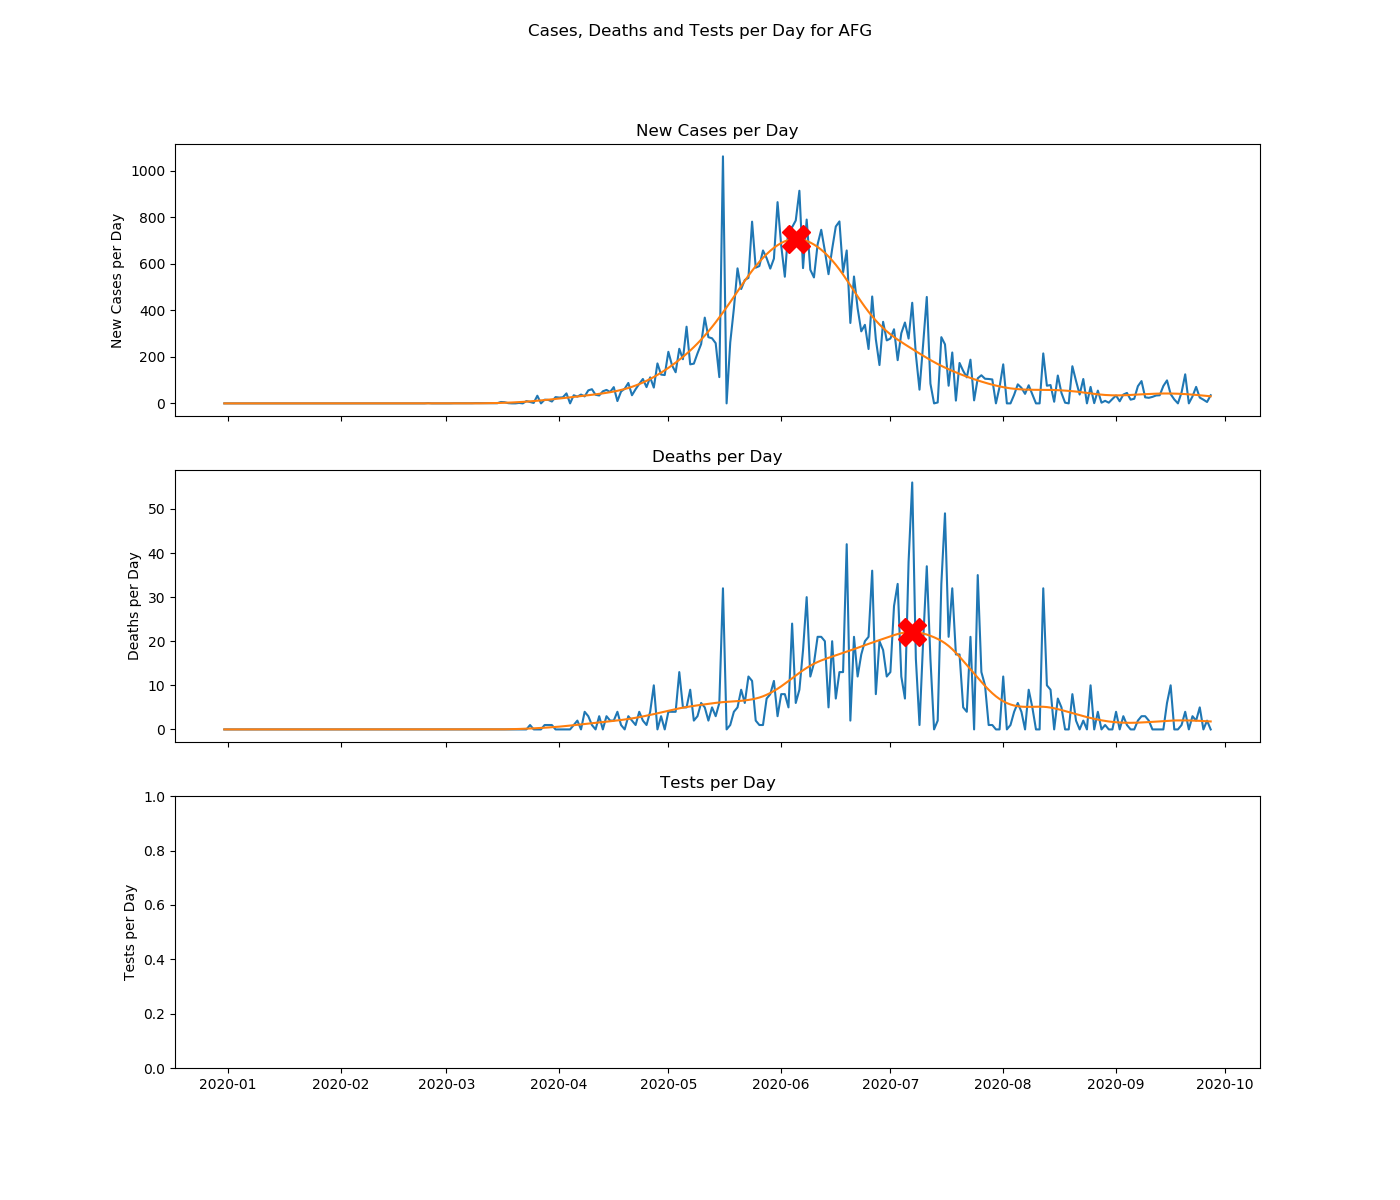 Cases, Deaths and Tests per Day for AFG
New Cases per Day
1000
800
600
400
200
0
New Cases per Day
Deaths per Day
50
40
30
20
10
0
Deaths per Day
Tests per Day
1.0
0.8
0.6
0.4
0.2
0.0
Tests per Day
2020-01 2020-02 2020-03 2020-04 2020-05 2020-06 2020-07 2020-08 2020-09 2020-10